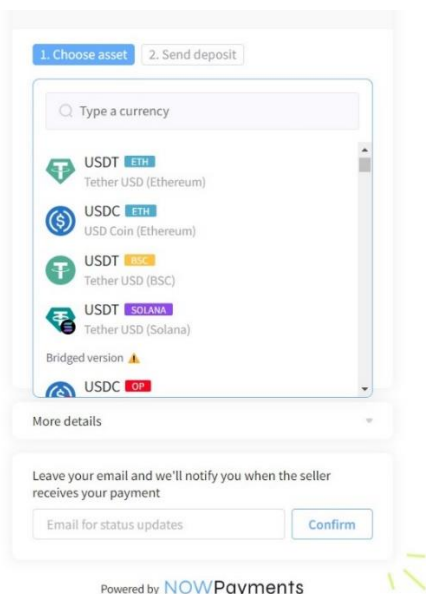 1. Choose asset
2. Send deposit
Type a currency
USDT ETH
Tether USD (Ethereum)
USDC ETH
USD Coin (Ethereum)
USDT BSC
Tether USD (BSC)
USDT SOLANA
Tether USD (Solana)
Bridged version
USDC OP
More details
Leave your email and we'll notify you when the seller
receives your payment
Email for status updates
Confirm
Powered by NOWPayments